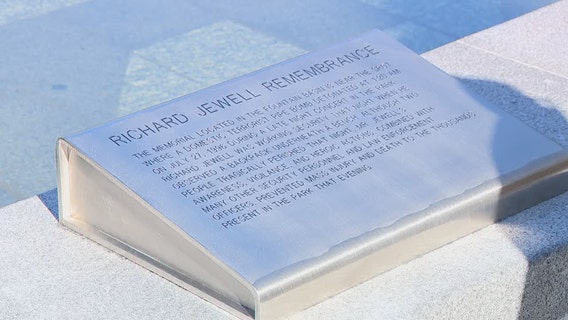 RICHARD JEWELL REMEMBRANCE
THE MEMORIAL LOCATED IN THE FOUNTAIN BASIN IS NEAR THE SPOT
WHERE A DOMESTIC TERRORIST PIPE BOMB DETONATED AT 1:20 AM
ON JULY 27, 1996 DURING A LATE NIGHT CONCERT IN THE PARK.
RICHARD JEWELL WAS WORKING SECURITY THAT NIGHT WHEN HE
OBSERVED A BACKPACK UNDERNEATH A BENCH. ALTHOUGH TWO
PEOPLE TRAGICALLY PERISHED THAT NIGHT, MR. JEWELL'S
AWARENESS, VIGILANCE, AND HEROIC ACTIONS, COMBINED WITH
MANY OTHER SECURITY PERSONNEL AND LAW ENFORCEMENT
OFFICERS, PREVENTED MASS INJURY AND DEATH TO THE THOUSANDS
PRESENT IN THE PARK THAT EVENING.